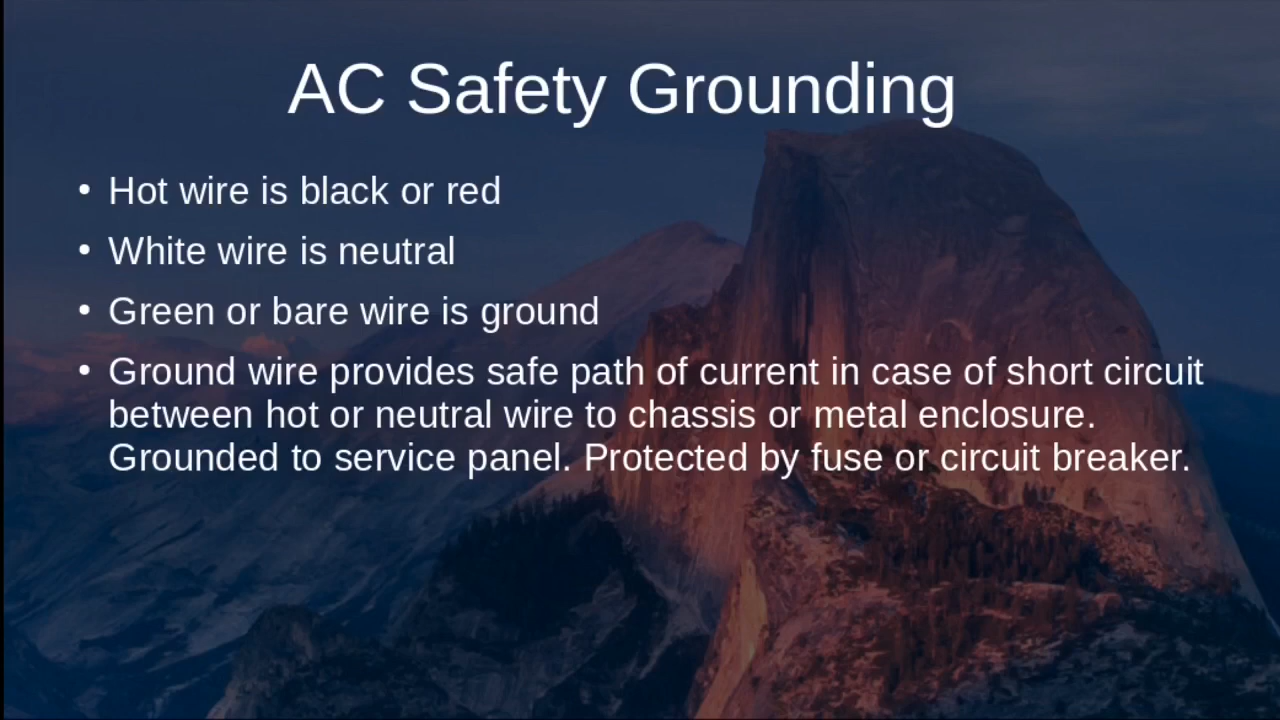 AC Safety Grounding
• Hot wire is black or red
• White wire is neutral
• Green or bare wire is ground
• Ground wire provides safe path of current in case of short circuit
between hot or neutral wire to chassis or metal enclosure.
Grounded to service panel. Protected by fuse or circuit breaker.